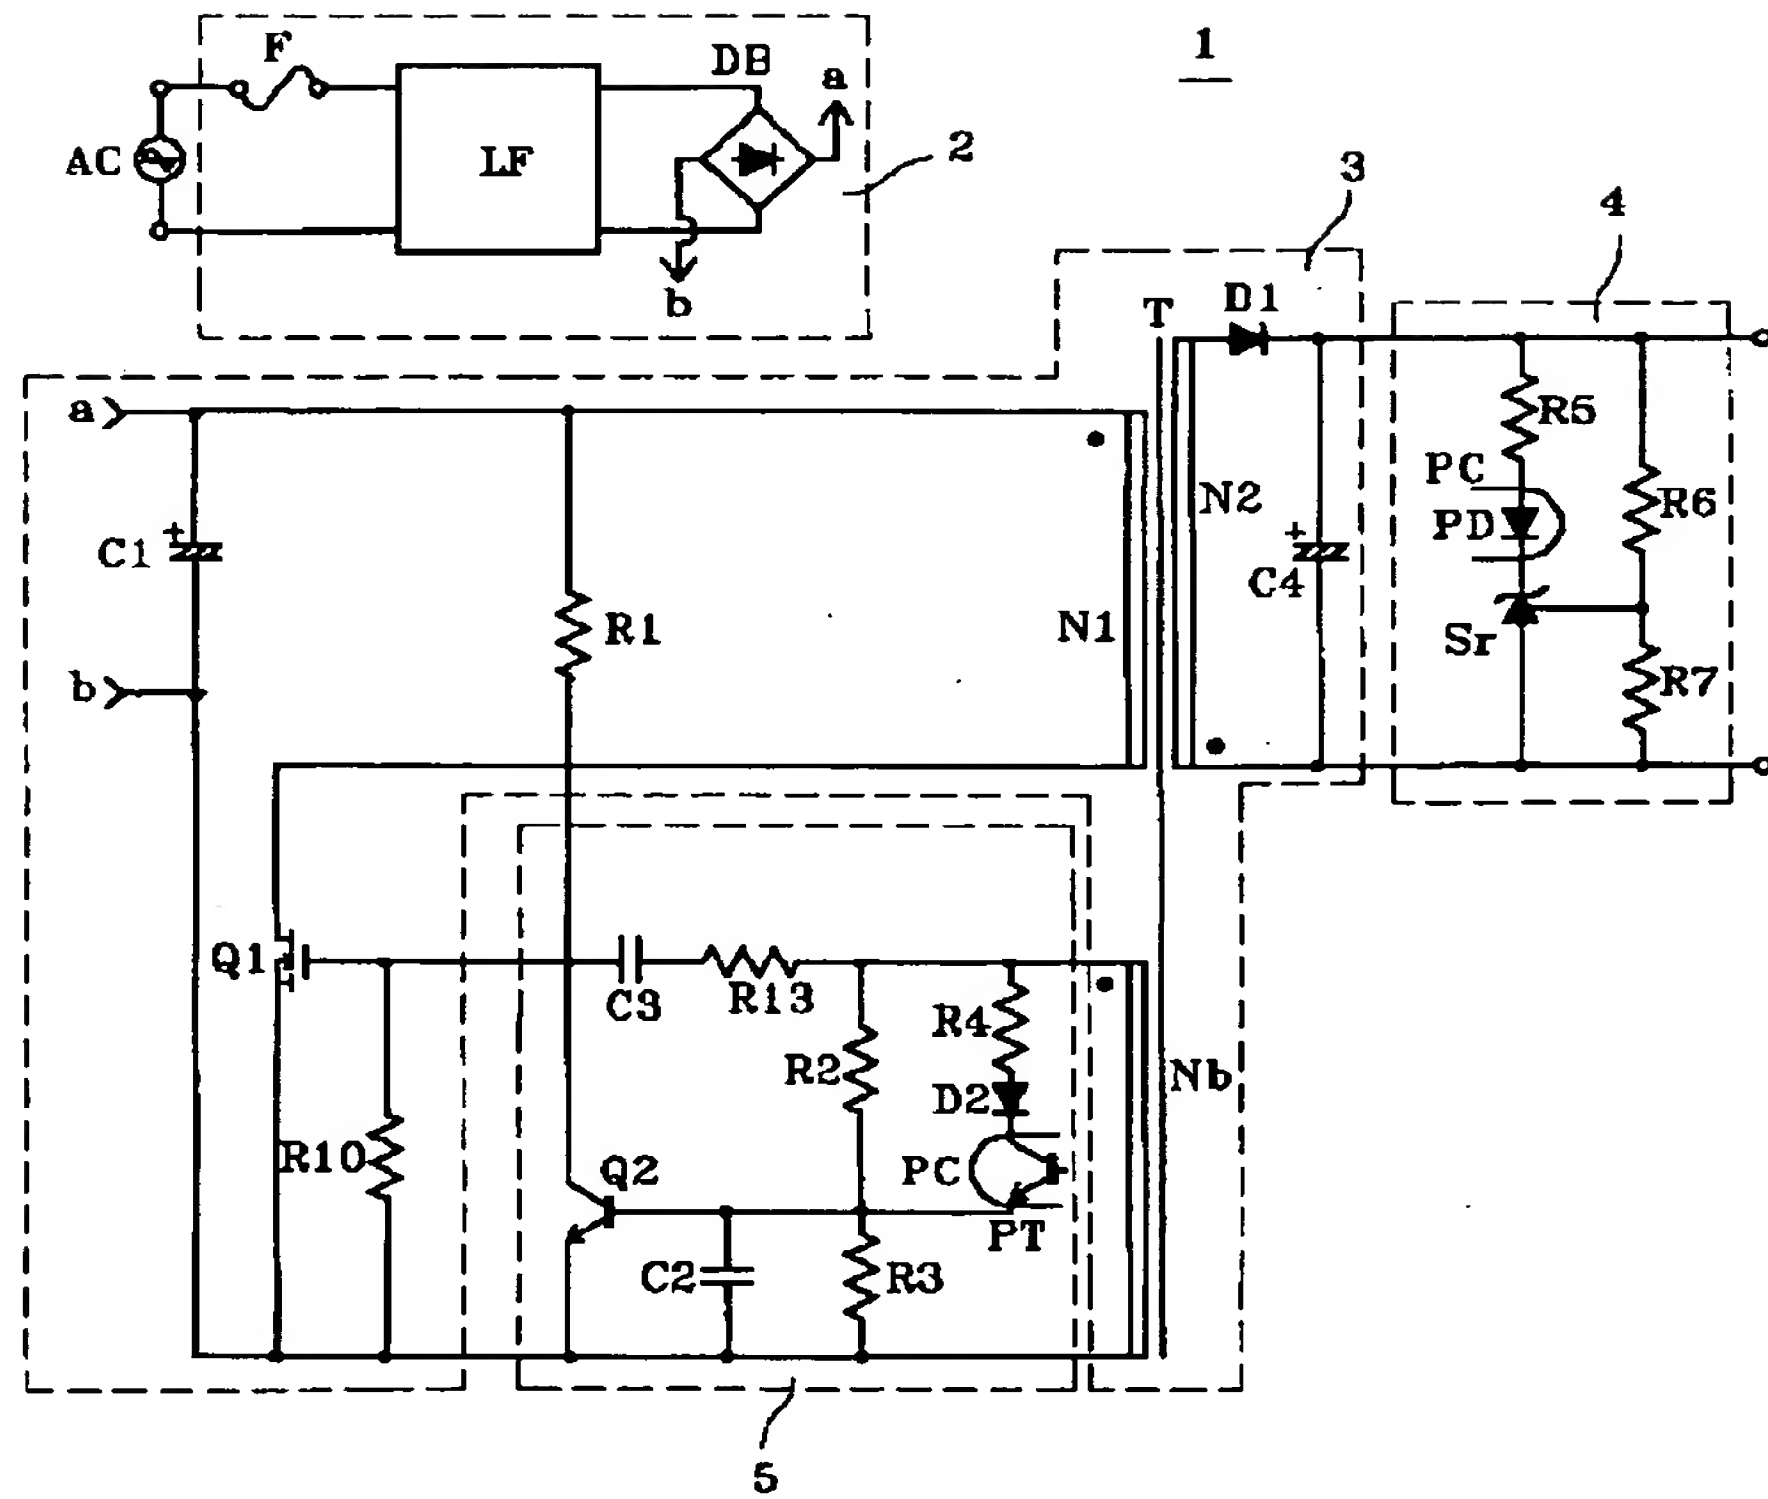 1
F
DB
a
AC
LF
2
b
3
4
T
D1
a
R5
PC
N2
R6
+
PD
C1
+
C4
R1
N1
Sr
b
R7
Q1
C3
R13
R4
R2
Nb
D2
R10
Q2
PC
PT
C2
R3
5